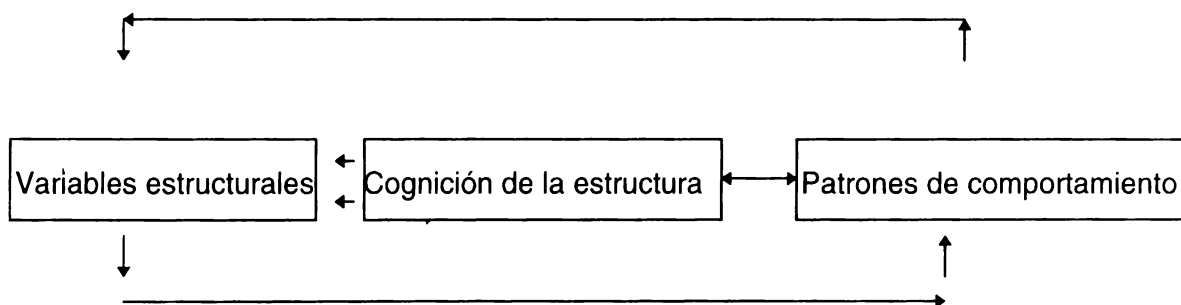 Variables estructurales
Cognición de la estructura
Patrones de comportamiento